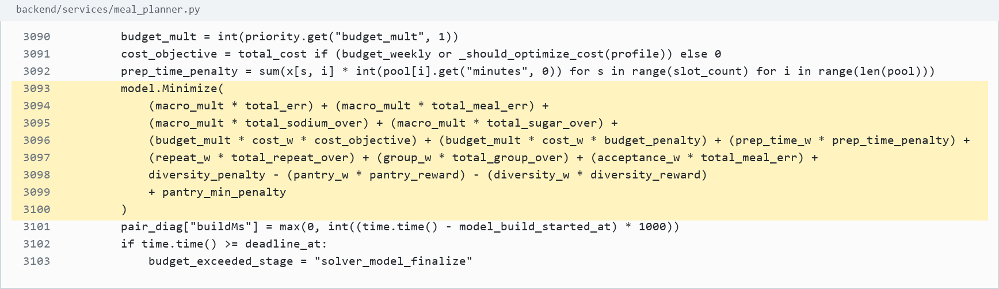 backend/services/meal_planner.py
3090 budget_mult = int(priority.get("budget_mult", 1))
3091 cost_objective = total_cost if (budget_weekly or _should_optimize_cost(profile)) else 0
3092 prep_time_penalty = sum(x[s, i] * int(pool[i].get("minutes", 0)) for s in range(slot_count) for i in range(len(pool)))
3093 model.Minimize(
3094 (macro_mult * total_err) + (macro_mult * total_meal_err) +
3095 (macro_mult * total_sodium_over) + (macro_mult * total_sugar_over) +
3096 (budget_mult * cost_w * cost_objective) + (budget_mult * cost_w * budget_penalty) + (prep_time_w * prep_time_penalty) +
3097 (repeat_w * total_repeat_over) + (group_w * total_group_over) + (acceptance_w * total_meal_err) +
3098 diversity_penalty - (pantry_w * pantry_reward) - (diversity_w * diversity_reward)
3099 + pantry_min_penalty
3100 )
3101 pair_diag["buildMs"] = max(0, int((time.time() - model_build_started_at) * 1000))
3102 if time.time() >= deadline_at:
3103 budget_exceeded_stage = "solver_model_finalize"